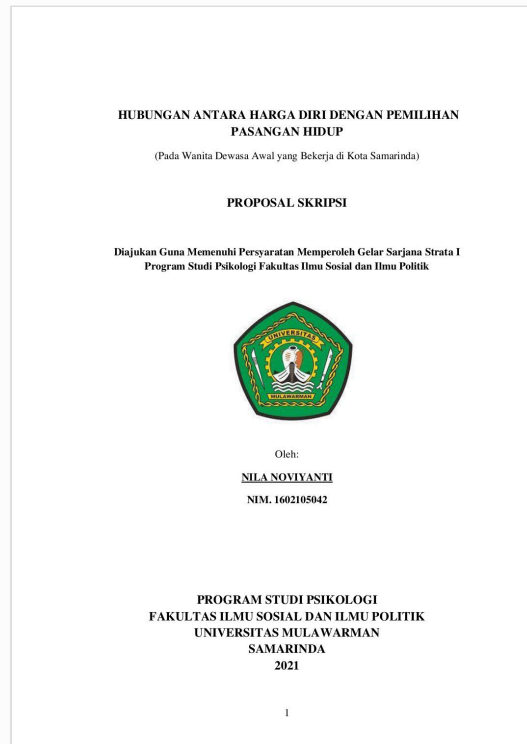 HUBUNGAN ANTARA HARGA DIRI DENGAN PEMILIHAN
PASANGAN HIDUP
(Pada Wanita Dewasa Awal yang Bekerja di Kota Samarinda)
PROPOSAL SKRIPSI
Diajukan Guna Memenuhi Persyaratan Memperoleh Gelar Sarjana Strata I
Program Studi Psikologi Fakultas Ilmu Sosial dan Ilmu Politik
UNIVERSITAS
MULAWARMAN
Oleh:
NILA NOVIYANTI
NIM. 1602105042
PROGRAM STUDI PSIKOLOGI
FAKULTAS ILMU SOSIAL DAN ILMU POLITIK
UNIVERSITAS MULAWARMAN
SAMARINDA
2021
1